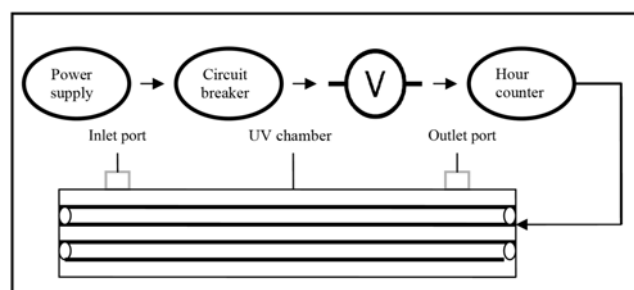 Power
supply
Circuit
breaker
V
Hour
counter
Inlet port
UV chamber
Outlet port